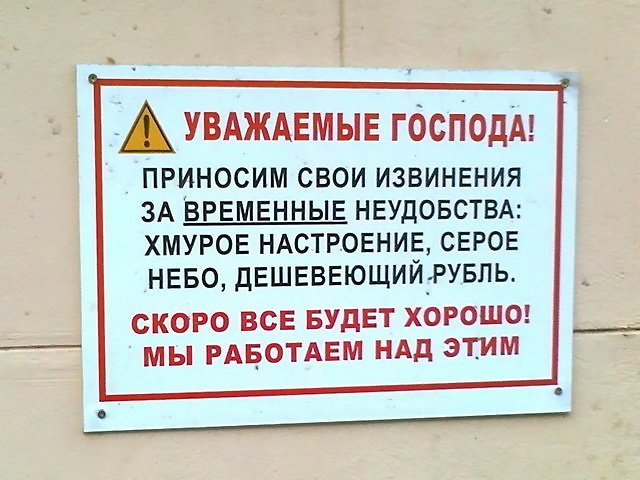 УВАЖАЕМЫЕ ГОСПОДА!
ПРИНОСИМ СВОИ ИЗВИНЕНИЯ
ЗА ВРЕМЕННЫЕ НЕУДОБСТВА:
ХМУРОЕ НАСТРОЕНИЕ, СЕРОЕ
НЕБО, ДЕШЕВЕЮЩИЙ РУБЛЬ.
СКОРО ВСЕ БУДЕТ ХОРОШО!
МЫ РАБОТАЕМ НАД ЭТИМ